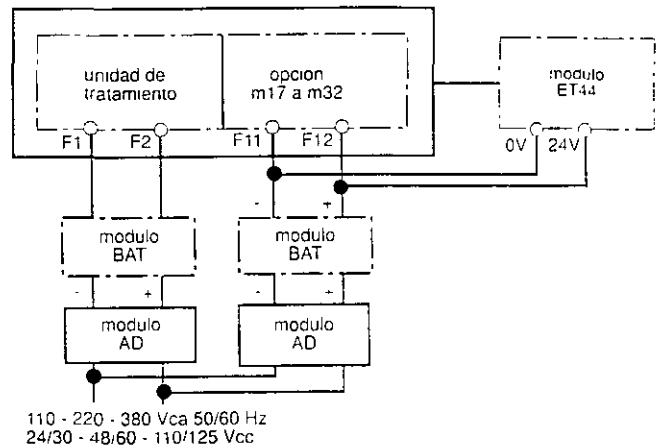 unidad de
tratamiento
opcion
m17 a m32
modulo
ET44
F1
F2
F11
F12
0V
24V
- +
modulo
BAT
modulo
BAT
- +
- +
modulo
AD
modulo
AD
110 - 220 - 380 Vca 50/60 Hz
24/30 - 48/60 - 110/125 Vcc